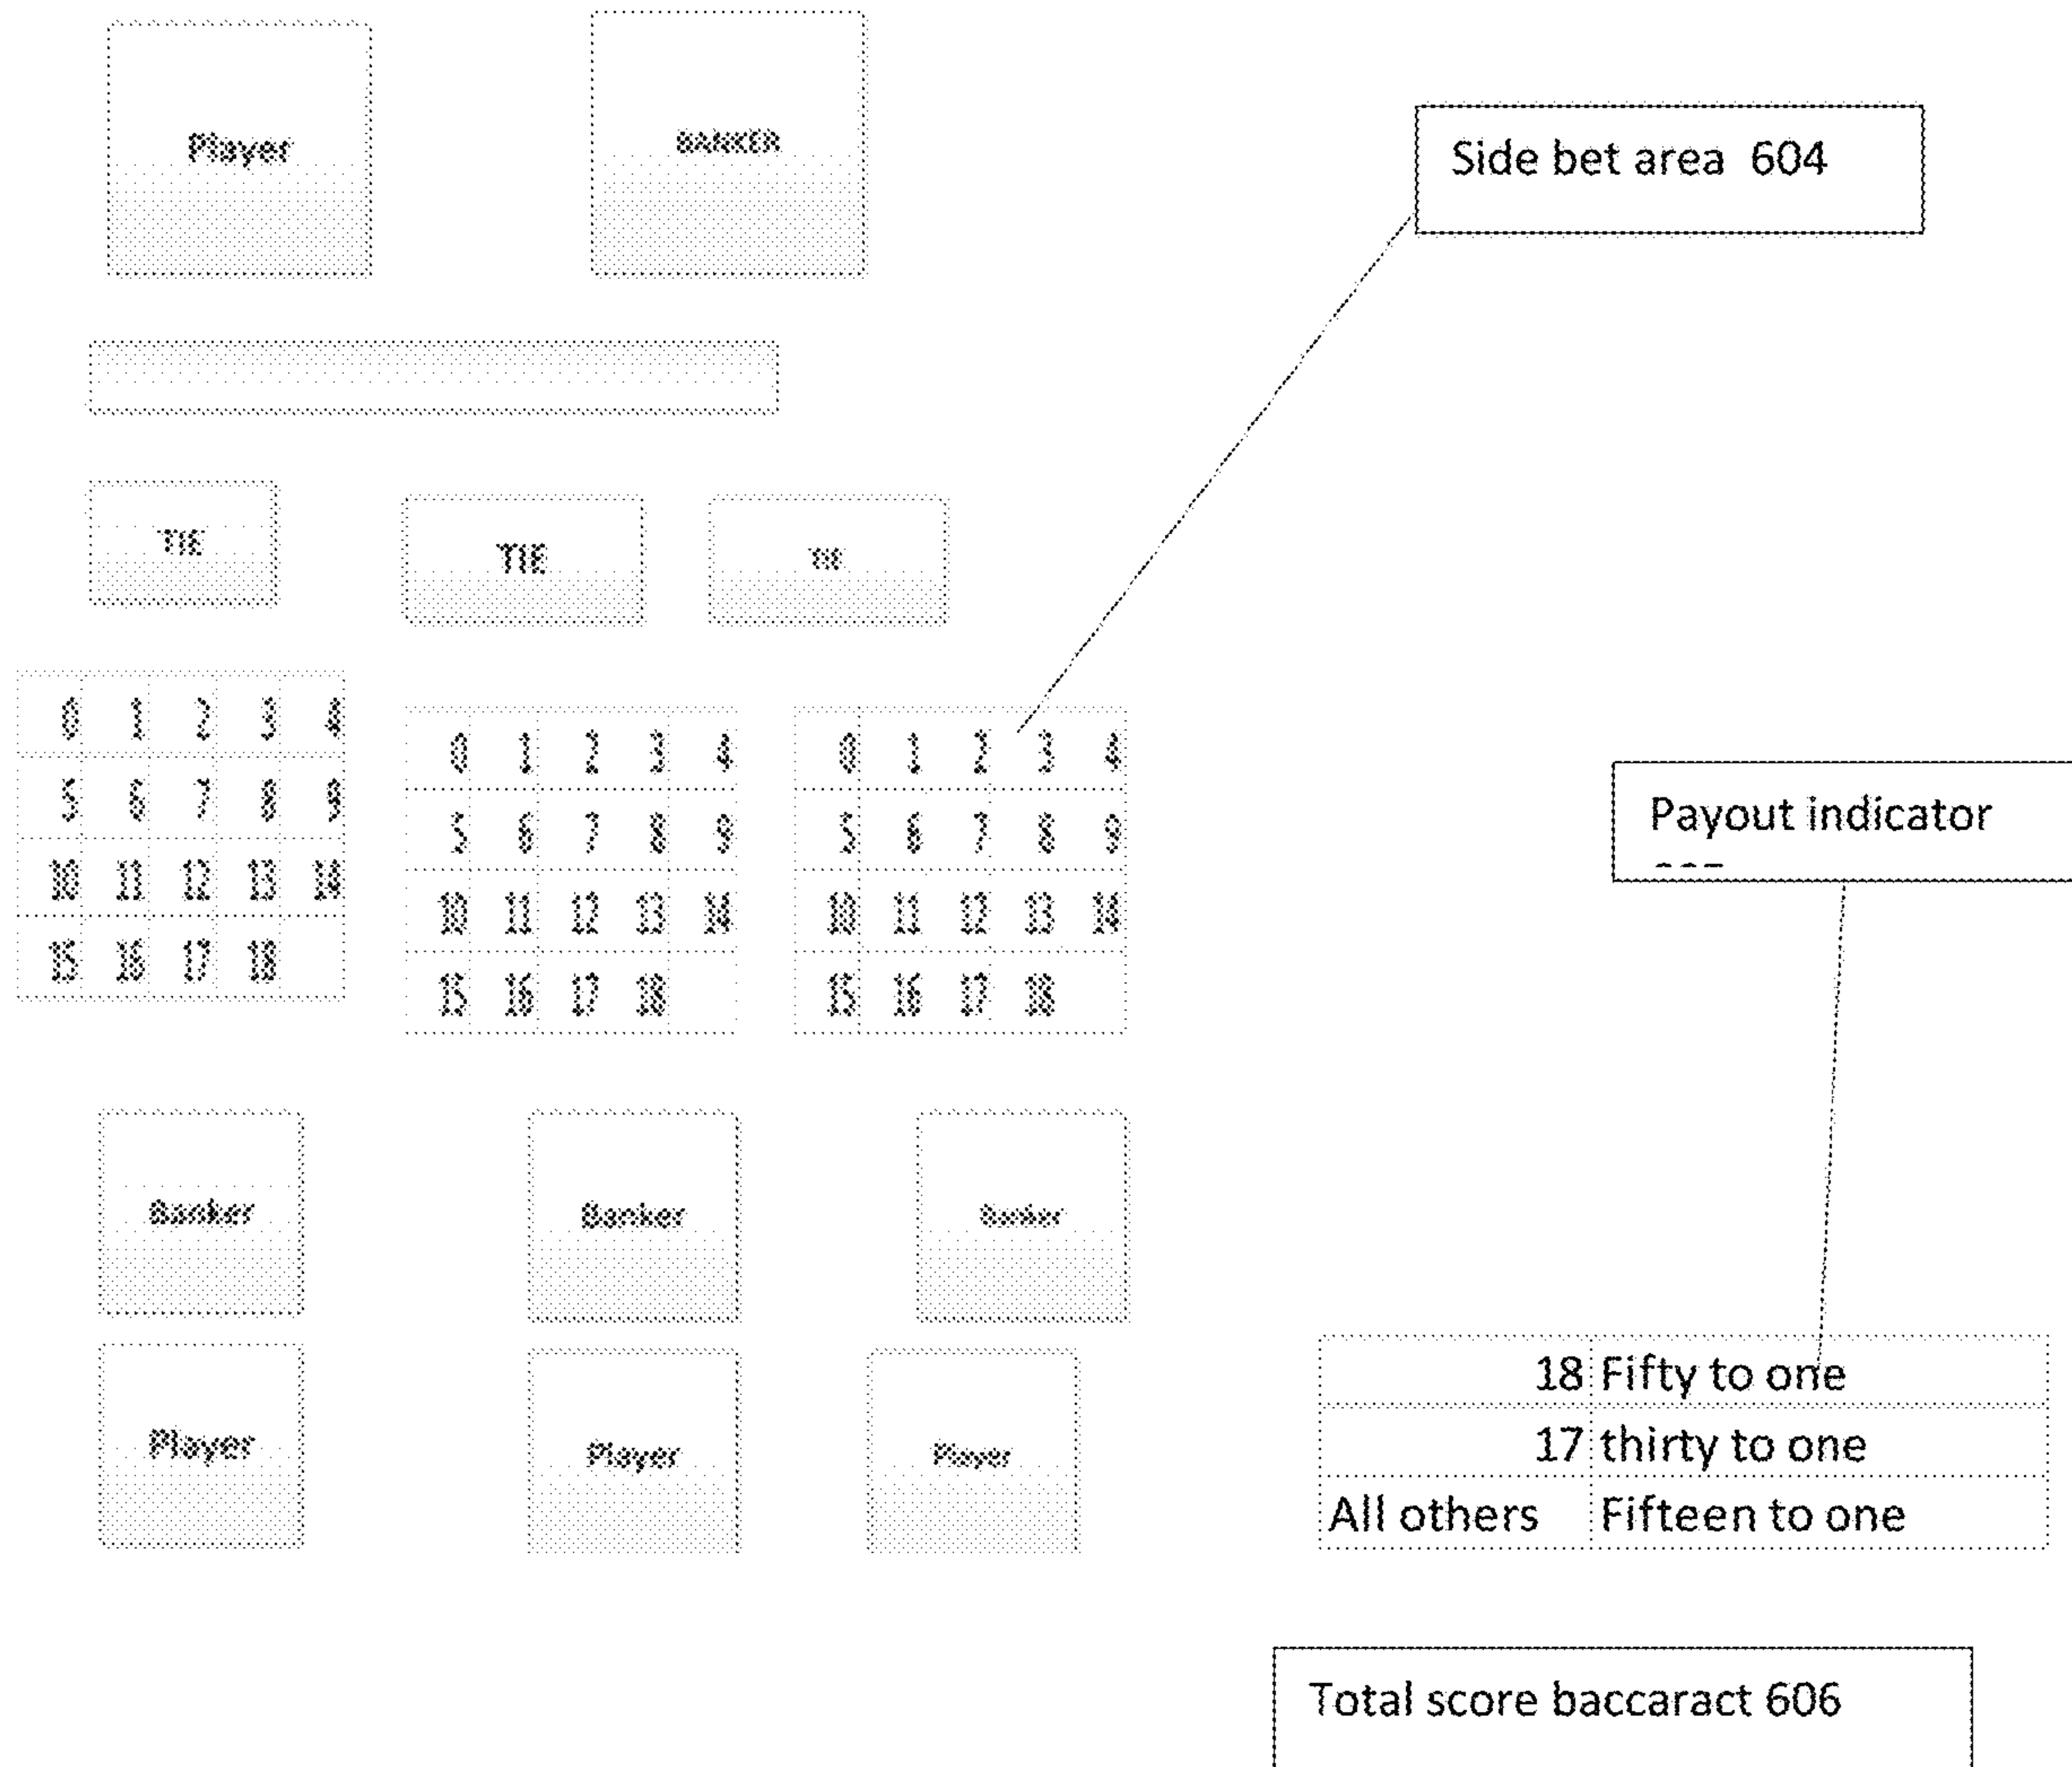 Player
BANKER
Side bet area 604
TIE
TIE
TIE
0 1 2 3 4
5 6 7 8 9
10 11 12 13 14
15 16 17 18
0 1 2 3 4
5 6 7 8 9
10 11 12 13 14
15 16 17 18
0 1 2 3 4
5 6 7 8 9
10 11 12 13 14
15 16 17 18
Payout indicator
Banker
Banker
Banker
Player
Player
Player
18 Fifty to one
17 thirty to one
All others Fifteen to one
Total score baccaract 606